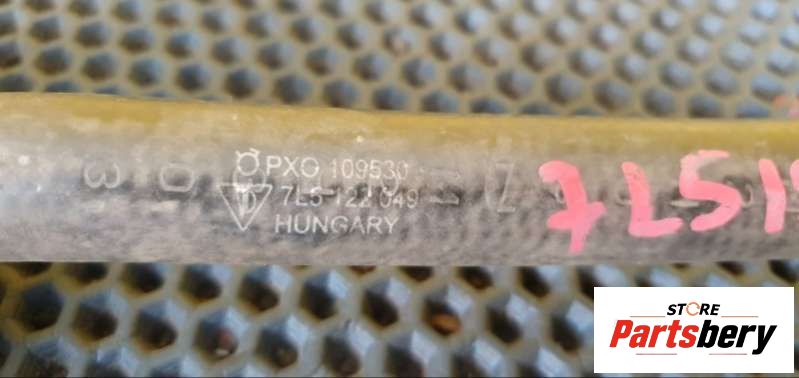 PXO 109530
7L5 122 049
HUNGARY
7L51
STORE
Partsbery